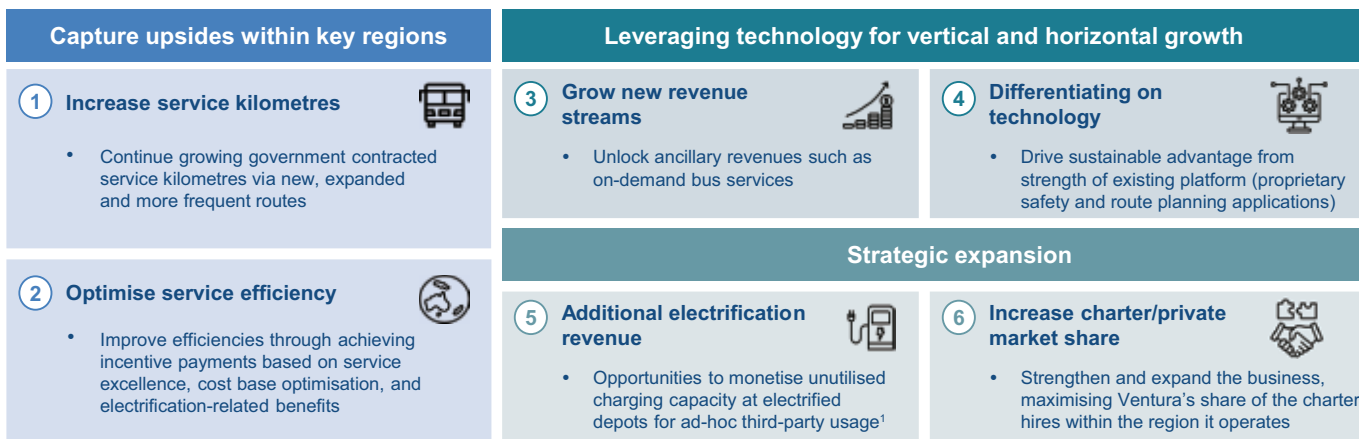 Capture upsides within key regions
1 Increase service kilometres
• Continue growing government contracted
service kilometres via new, expanded
and more frequent routes
2 Optimise service efficiency
• Improve efficiencies through achieving
incentive payments based on service
excellence, cost base optimisation, and
electrification-related benefits
Leveraging technology for vertical and horizontal growth
3 Grow new revenue
streams
• Unlock ancillary revenues such as
on-demand bus services
4 Differentiating on
technology
• Drive sustainable advantage from
strength of existing platform (proprietary
safety and route planning applications)
Strategic expansion
5 Additional electrification
revenue
• Opportunities to monetise unutilised
charging capacity at electrified
depots for ad-hoc third-party usage¹
6 Increase charter/private
market share
• Strengthen and expand the business,
maximising Ventura's share of the charter
hires within the region it operates